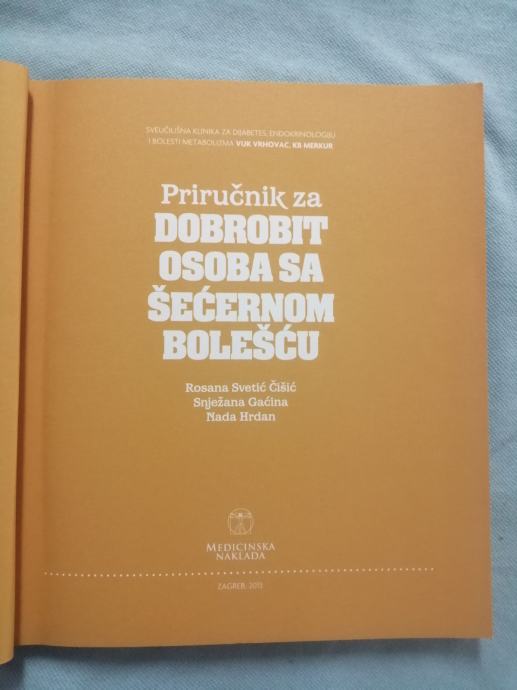 SVEUČILIŠNA KLINIKA ZA DIJABETES, ENDOKRINOLOGIJU
I BOLESTI METABOLIZMA VUK VRHOVAC, KB MERKUR
Priručnik za
DOBROBIT
OSOBA SA
ŠEĆERNOM
BOLEŠĆU
Rosana Svetić Čišić
Snježana Gaćina
Nada Hrdan
MEDICINSKA
NAKLADA
ZAGREB, 2013.